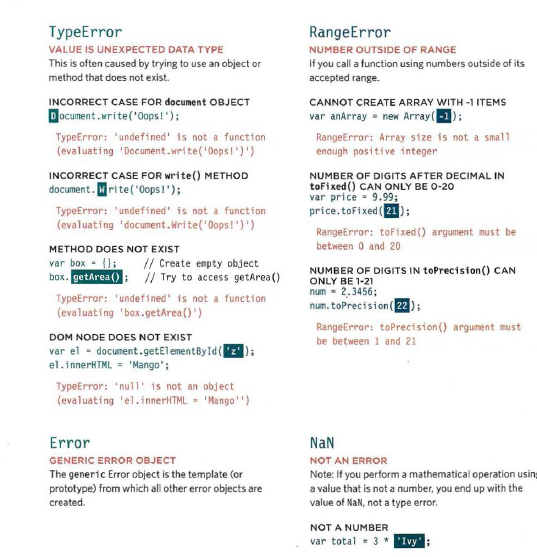 TypeError
VALUE IS UNEXPECTED DATA TYPE
This is often caused by trying to use an object or
method that does not exist.
INCORRECT CASE FOR document OBJECT
Document.write('Oops!');
TypeError: 'undefined' is not a function
(evaluating 'Document.write('Oops!')')
INCORRECT CASE FOR write() METHOD
document.Write('Oops!');
TypeError: 'undefined' is not a function
(evaluating 'document.Write('Oops!')')
METHOD DOES NOT EXIST
var box = {}; // Create empty object
box.getArea(); // Try to access getArea()
TypeError: 'undefined' is not a function
(evaluating 'box.getArea()')
DOM NODE DOES NOT EXIST
var el = document.getElementById('z');
el.innerHTML = 'Mango';
TypeError: 'null' is not an object
(evaluating 'el.innerHTML = 'Mango'')
Error
GENERIC ERROR OBJECT
The generic Error object is the template (or
prototype) from which all other error objects are
created.
RangeError
NUMBER OUTSIDE OF RANGE
If you call a function using numbers outside of its
accepted range.
CANNOT CREATE ARRAY WITH -1 ITEMS
var anArray = new Array(-1);
RangeError: Array size is not a small
enough positive integer
NUMBER OF DIGITS AFTER DECIMAL IN
toFixed() CAN ONLY BE 0-20
var price = 9.99;
price.toFixed(21);
RangeError: toFixed() argument must be
between 0 and 20
NUMBER OF DIGITS IN toPrecision() CAN
ONLY BE 1-21
num = 2.3456;
num.toPrecision(22);
RangeError: toPrecision() argument must
be between 1 and 21
NaN
NOT AN ERROR
Note: If you perform a mathematical operation using
a value that is not a number, you end up with the
value of NaN, not a type error.
NOT A NUMBER
var total = 3 * 'Ivy';